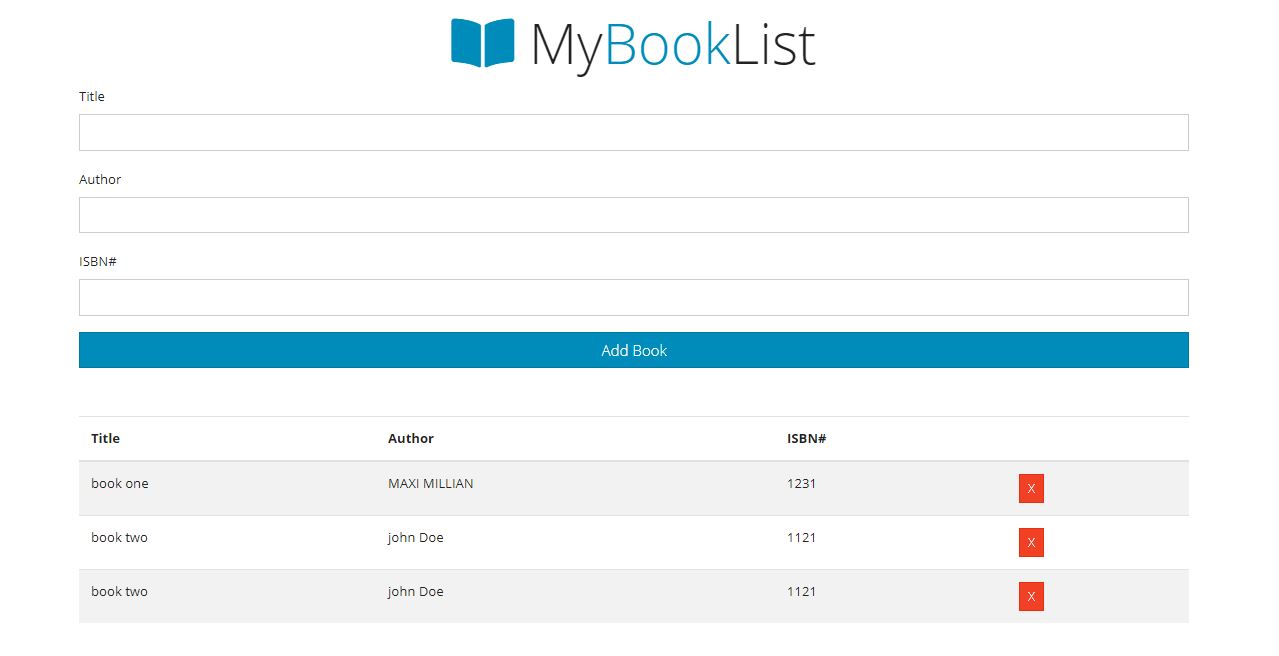 MyBookList
Title
Author
ISBN#
Add Book
Title Author ISBN#
book one MAXI MILLIAN 1231 X
book two john Doe 1121 X
book two john Doe 1121 X